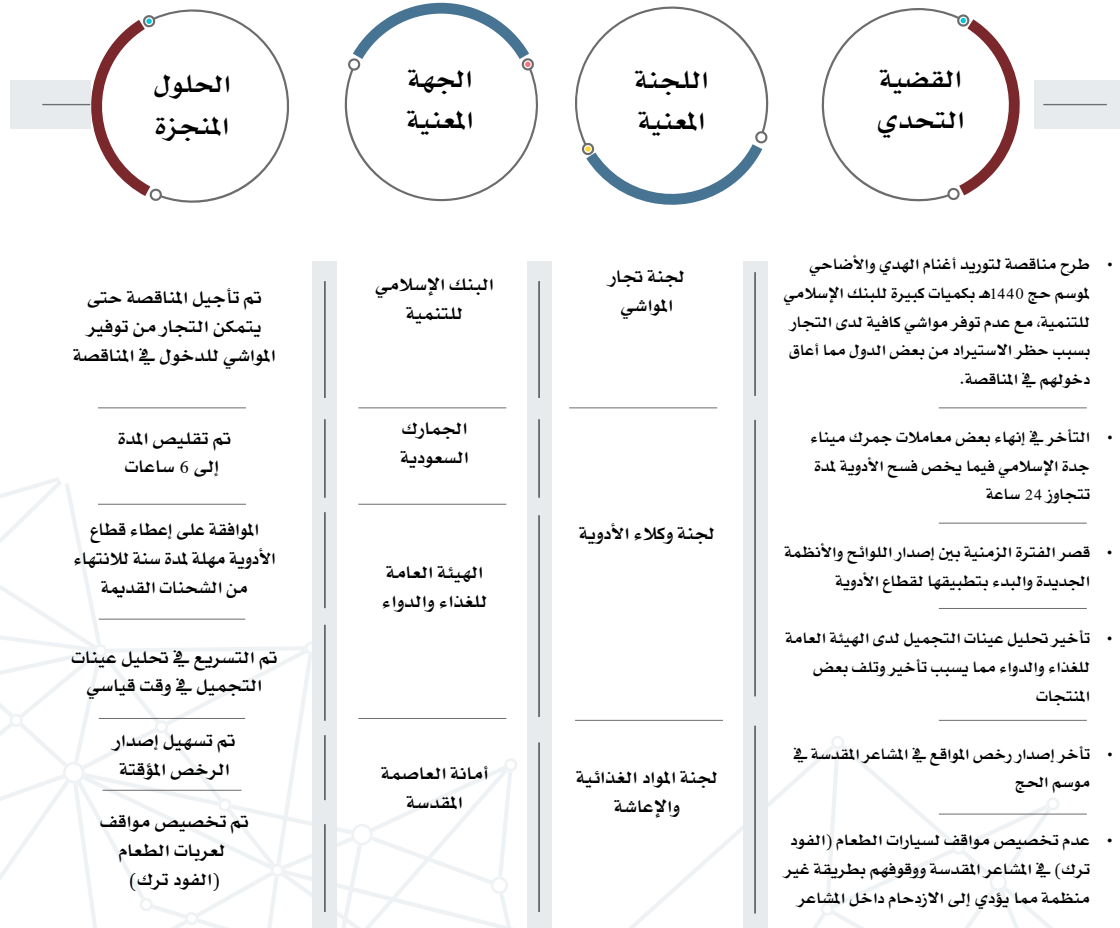 القضية
التحدي
اللجنة
المعنية
الجهة
المعنية
الحلول
المنجزة
• طرح مناقصة لتوريد أغنام الهدي والأضاحي
لموسم حج 1440هـ بكميات كبيرة للبنك الإسلامي
للتنمية، مع عدم توفر مواشي كافية لدى التجار
بسبب حظر الاستيراد من بعض الدول مما أعاق
دخولهم في المناقصة.
لجنة تجار
المواشي
البنك الإسلامي
للتنمية
تم تأجيل المناقصة حتى
يتمكن التجار من توفير
المواشي للدخول في المناقصة
• التأخر في إنهاء بعض معاملات جمرك ميناء
جدة الإسلامي فيما يخص فسح الأدوية لمدة
تتجاوز 24 ساعة
لجنة وكلاء الأدوية
الجمارك
السعودية
تم تقليص المدة
إلى 6 ساعات
• قصر الفترة الزمنية بين إصدار اللوائح والأنظمة
الجديدة والبدء بتطبيقها لقطاع الأدوية
الهيئة العامة
للغذاء والدواء
الموافقة على إعطاء قطاع
الأدوية مهلة لمدة سنة للانتهاء
من الشحنات القديمة
• تأخير تحليل عينات التجميل لدى الهيئة العامة
للغذاء والدواء مما يسبب تأخير وتلف بعض
المنتجات
تم التسريع في تحليل عينات
التجميل في وقت قياسي
• تأخر إصدار رخص المواقع في المشاعر المقدسة في
موسم الحج
لجنة المواد الغذائية
والإعاشة
أمانة العاصمة
المقدسة
تم تسهيل إصدار
الرخص المؤقتة
• عدم تخصيص مواقف لسيارات الطعام (الفود
ترك) في المشاعر المقدسة ووقوفهم بطريقة غير
منظمة مما يؤدي إلى الازدحام داخل المشاعر
تم تخصيص مواقف
لعربات الطعام
(الفود ترك)